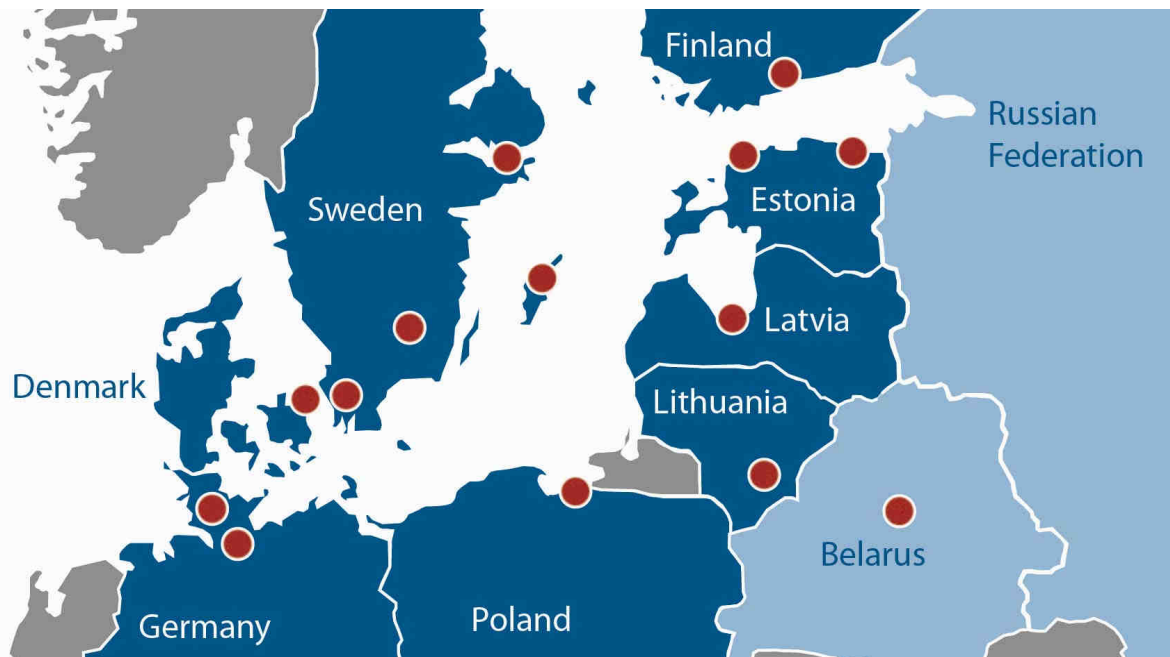 Finland
Russian
Federation
Sweden
Estonia
Latvia
Denmark
Lithuania
Belarus
Germany
Poland